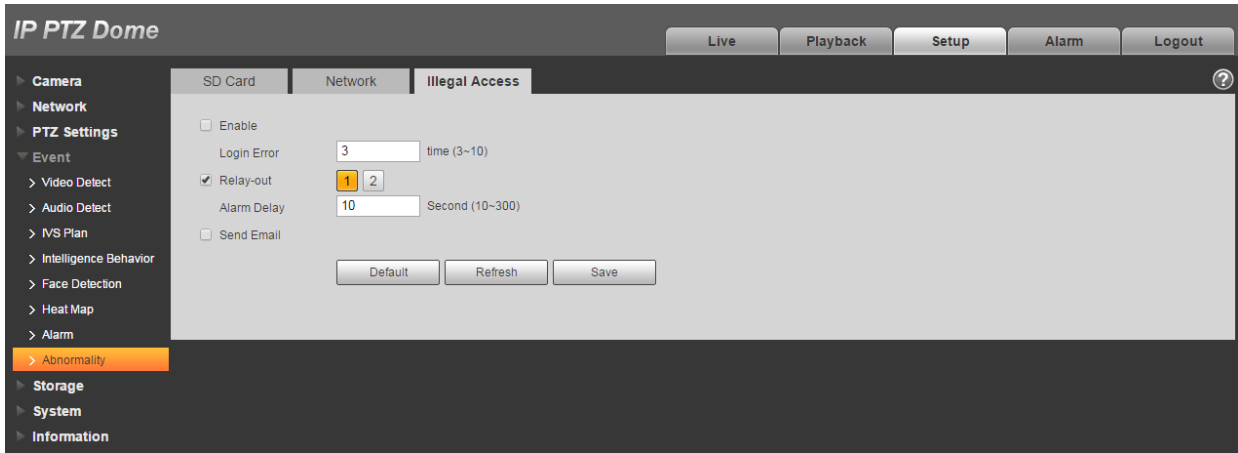 IP PTZ Dome
Live Playback Setup Alarm Logout
Camera
Network
PTZ Settings
Event
Video Detect
Audio Detect
IVS Plan
Intelligence Behavior
Face Detection
Heat Map
Alarm
Abnormality
Storage
System
Information
SD Card Network Illegal Access
?
Enable
Login Error 3 time (3~10)
Relay-out 1 2
Alarm Delay 10 Second (10~300)
Send Email
Default Refresh Save